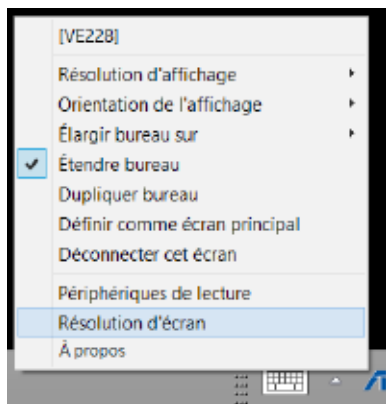 [VE228]
Résolution d'affichage
Orientation de l'affichage
Élargir bureau sur
Étendre bureau
Dupliquer bureau
Définir comme écran principal
Déconnecter cet écran
Périphériques de lecture
Résolution d'écran
À propos